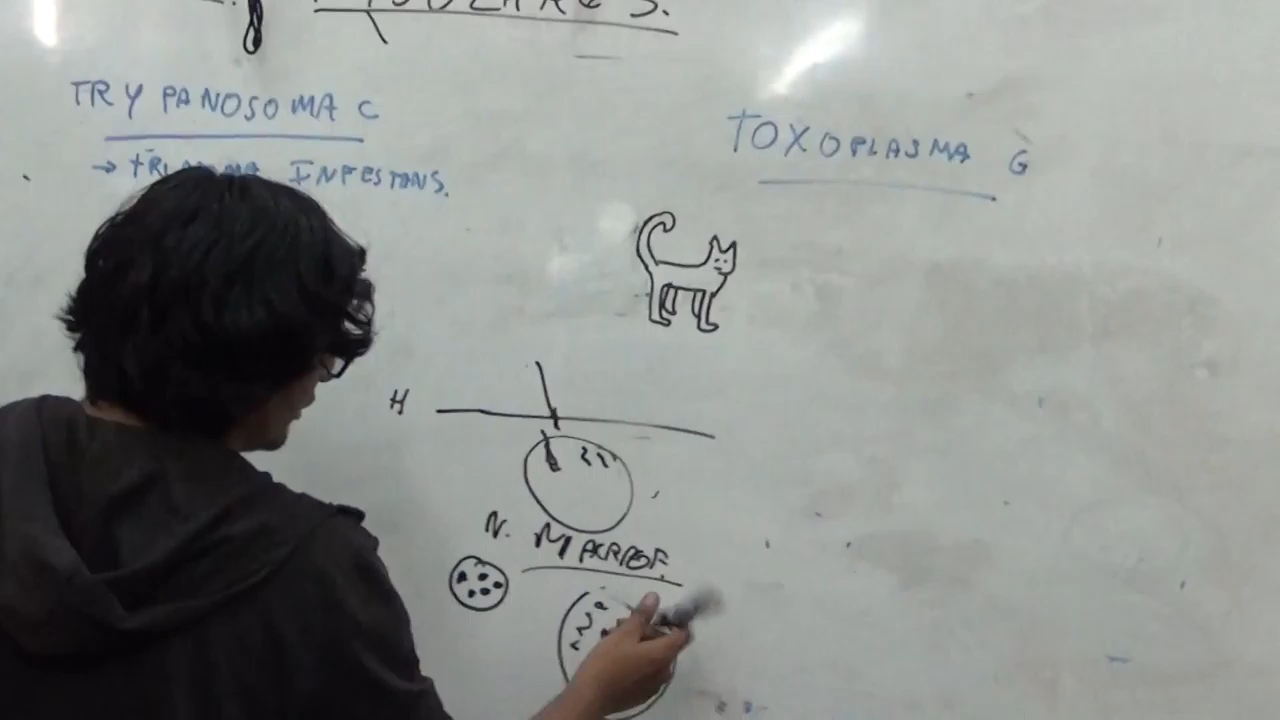 TRYPANOSOMA C
TOXOPLASMA G
→ INFESTANS.
H
N. MACROF.